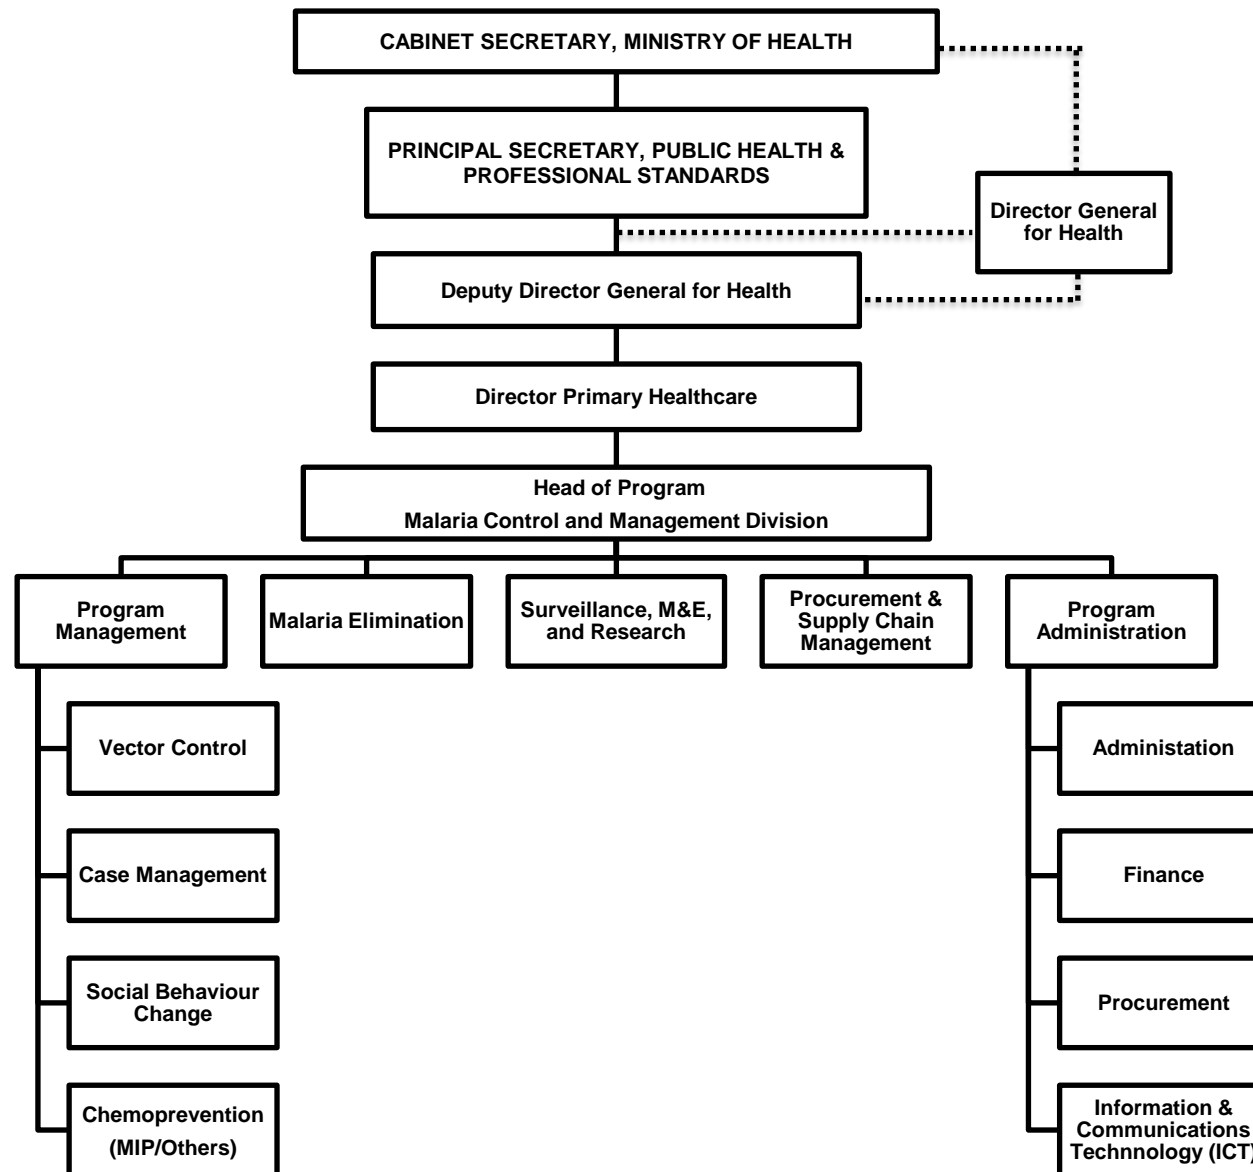 CABINET SECRETARY, MINISTRY OF HEALTH
PRINCIPAL SECRETARY, PUBLIC HEALTH &
PROFESSIONAL STANDARDS
Director General
for Health
Deputy Director General for Health
Director Primary Healthcare
Head of Program
Malaria Control and Management Division
Program
Management
Malaria Elimination
Surveillance, M&E,
and Research
Procurement &
Supply Chain
Management
Program
Administration
Vector Control
Case Management
Social Behaviour
Change
Chemoprevention
(MIP/Others)
Administation
Finance
Procurement
Information &
Communications
Technnology (ICT)